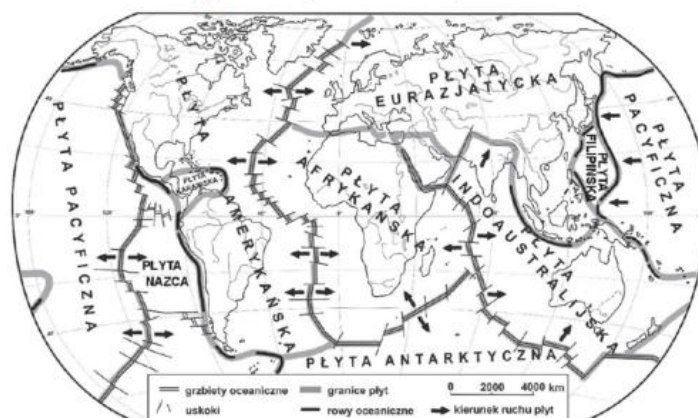 PŁYTA EURAZJATYCKA
PŁYTA PACYFICZNA
PŁYTA AMERYKAŃSKA
PŁYTA AFRYKAŃSKA
PŁYTA INDOAUSTRALIJSKA
PŁYTA FILIPIŃSKA
PŁYTA PACYFICZNA
PŁYTA NAZCA
PŁYTA ANTARKTYCZNA
grzbiety oceaniczne
granice płyt
0 2000 4000 km
uskoki
rowy oceaniczne
kierunek ruchu płyt